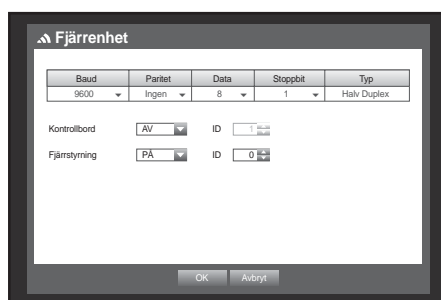 Fjärrenhet
Baud Paritet Data Stoppbit Typ
9600 Ingen 8 1 Halv Duplex
Kontrollbord AV ID 1
Fjärrstyrning PÅ ID 0
OK Avbryt